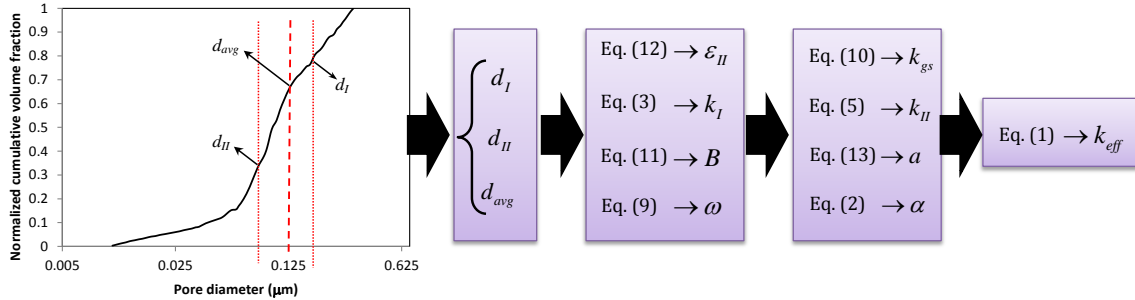 Normalized cumulative volume fraction
1
0.9
0.8
0.7
0.6
0.5
0.4
0.3
0.2
0.1
0
0.005
0.025
0.125
0.625
Pore diameter (μm)
d_avg
d_I
d_II
d_I
d_II
d_avg
Eq. (12) → ε_II
Eq. (3) → k_I
Eq. (11) → B
Eq. (9) → ω
Eq. (10) → k_gs
Eq. (5) → k_II
Eq. (13) → a
Eq. (2) → α
Eq. (1) → k_eff